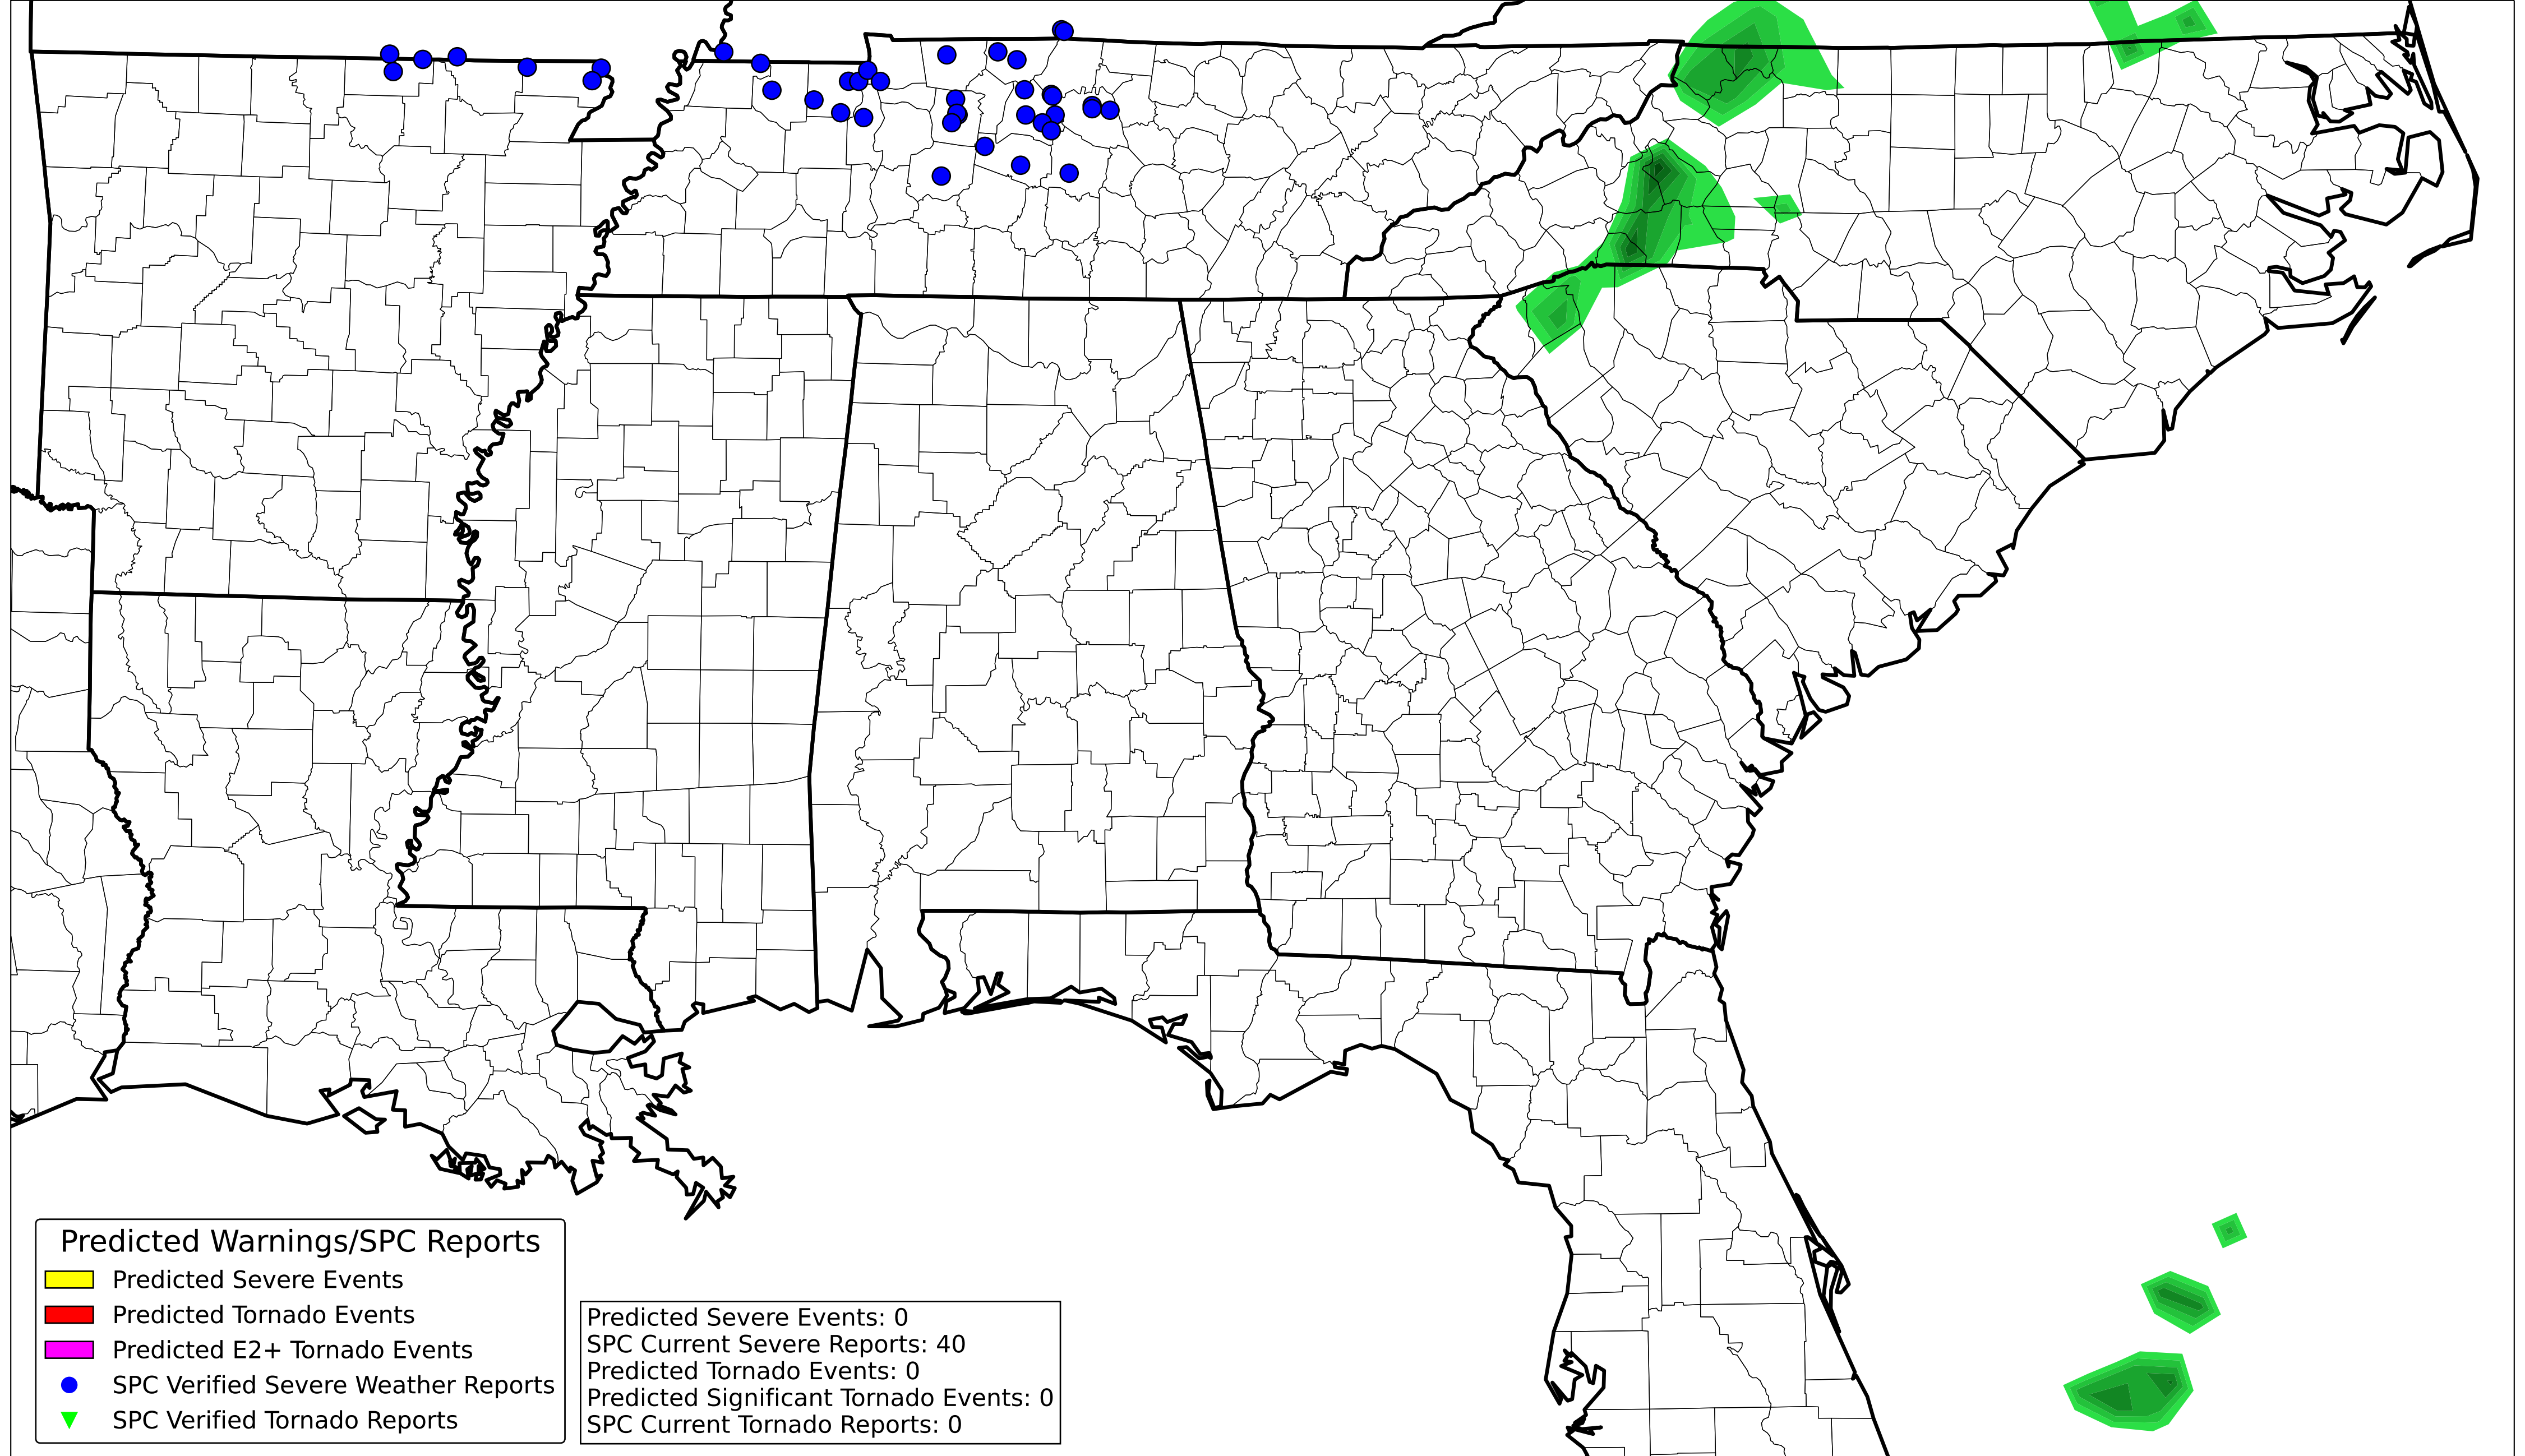 Predicted Warnings/SPC Reports
Predicted Severe Events
Predicted Tornado Events
Predicted E2+ Tornado Events
SPC Verified Severe Weather Reports
SPC Verified Tornado Reports
Predicted Severe Events: 0
SPC Current Severe Reports: 40
Predicted Tornado Events: 0
Predicted Significant Tornado Events: 0
SPC Current Tornado Reports: 0